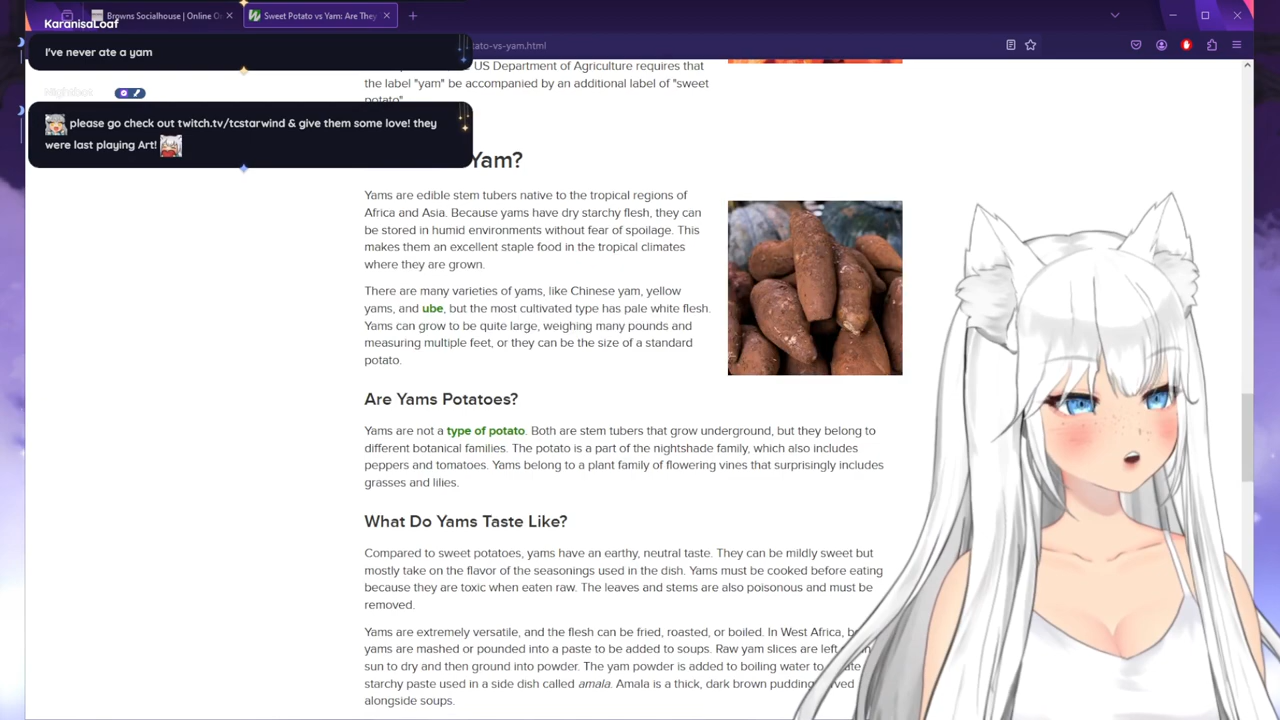 Browns Socialhouse | Online O
Sweet Potato vs Yam: Are They
KaranisaLoaf
I've never ate a yam
tato-vs-yam.html
Nightbot
please go check out twitch.tv/tcstarwind & give them some love! they
were last playing Art!
US Department of Agriculture requires that
the label "yam" be accompanied by an additional label of "sweet
potato".
Yam?
Yams are edible stem tubers native to the tropical regions of
Africa and Asia. Because yams have dry starchy flesh, they can
be stored in humid environments without fear of spoilage. This
makes them an excellent staple food in the tropical climates
where they are grown.
There are many varieties of yams, like Chinese yam, yellow
yams, and ube, but the most cultivated type has pale white flesh.
Yams can grow to be quite large, weighing many pounds and
measuring multiple feet, or they can be the size of a standard
potato.
Are Yams Potatoes?
Yams are not a type of potato. Both are stem tubers that grow underground, but they belong to
different botanical families. The potato is a part of the nightshade family, which also includes
peppers and tomatoes. Yams belong to a plant family of flowering vines that surprisingly includes
grasses and lilies.
What Do Yams Taste Like?
Compared to sweet potatoes, yams have an earthy, neutral taste. They can be mildly sweet but
mostly take on the flavor of the seasonings used in the dish. Yams must be cooked before eating
because they are toxic when eaten raw. The leaves and stems are also poisonous and must be
removed.
Yams are extremely versatile, and the flesh can be fried, roasted, or boiled. In West Africa,
yams are mashed or pounded into a paste to be added to soups. Raw yam slices are left
sun to dry and then ground into powder. The yam powder is added to boiling water to
starchy paste used in a side dish called amala. Amala is a thick, dark brown pudding
alongside soups.